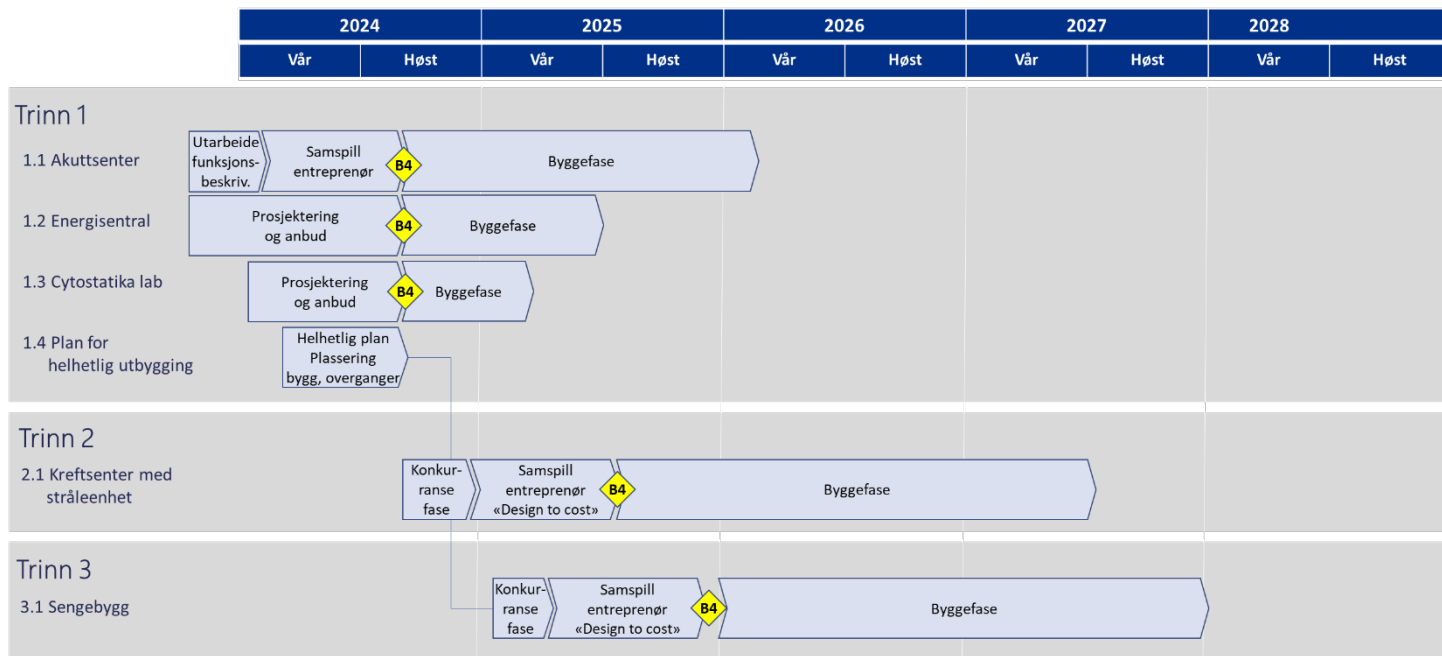 2024 2025 2026 2027 2028
Vår Høst Vår Høst Vår Høst Vår Høst Vår Høst
Trinn 1
1.1 Akuttsenter
Utarbeide
funksjons-
beskriv.
Samspill
entreprenør
B4
Byggefase
1.2 Energisentral
Prosjektering
og anbud
B4
Byggefase
1.3 Cytostatika lab
Prosjektering
og anbud
B4
Byggefase
1.4 Plan for
helhetlig utbygging
Helhetlig plan
Plassering
bygg, overganger
Trinn 2
2.1 Kreftsenter med
stråleenhet
Konkur-
ranse
fase
Samspill
entreprenør
«Design to cost»
B4
Byggefase
Trinn 3
3.1 Sengebygg
Konkur-
ranse
fase
Samspill
entreprenør
«Design to cost»
B4
Byggefase